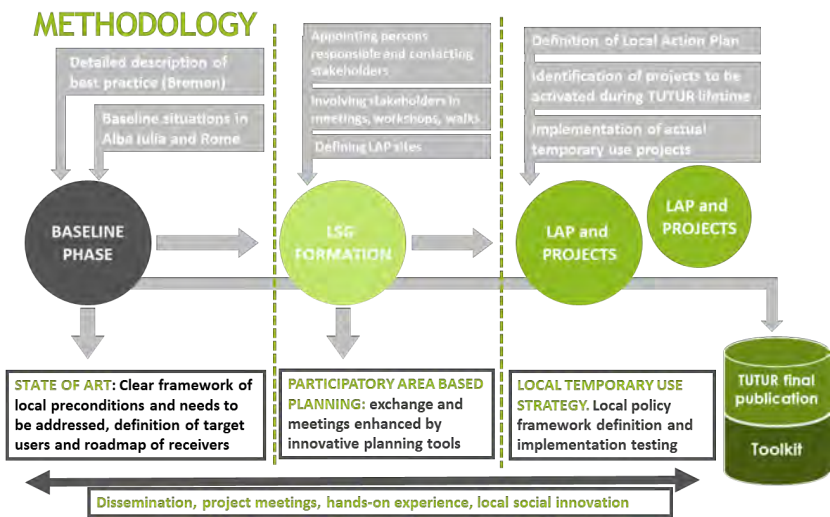 METHODOLOGY
Detailed description of
best practice (Bremen)
Baseline situations in
Alba Iulia and Rome
BASELINE
PHASE
STATE OF ART: Clear framework of
local preconditions and needs to
be addressed, definition of target
users and roadmap of receivers
Appointing persons
responsible and contacting
stakeholders
Involving stakeholders in
meetings, workshops, walks
Defining LAP sites
LSG
FORMATION
PARTICIPATORY AREA BASED
PLANNING: exchange and
meetings enhanced by
innovative planning tools
Definition of Local Action Plan
Identification of projects to be
activated during TUTUR lifetime
Implementation of actual
temporary use projects
LAP and
PROJECTS
LAP and
PROJECTS
LOCAL TEMPORARY USE
STRATEGY. Local policy
framework definition and
implementation testing
TUTUR final
publication
Toolkit
Dissemination, project meetings, hands-on experience, local social innovation